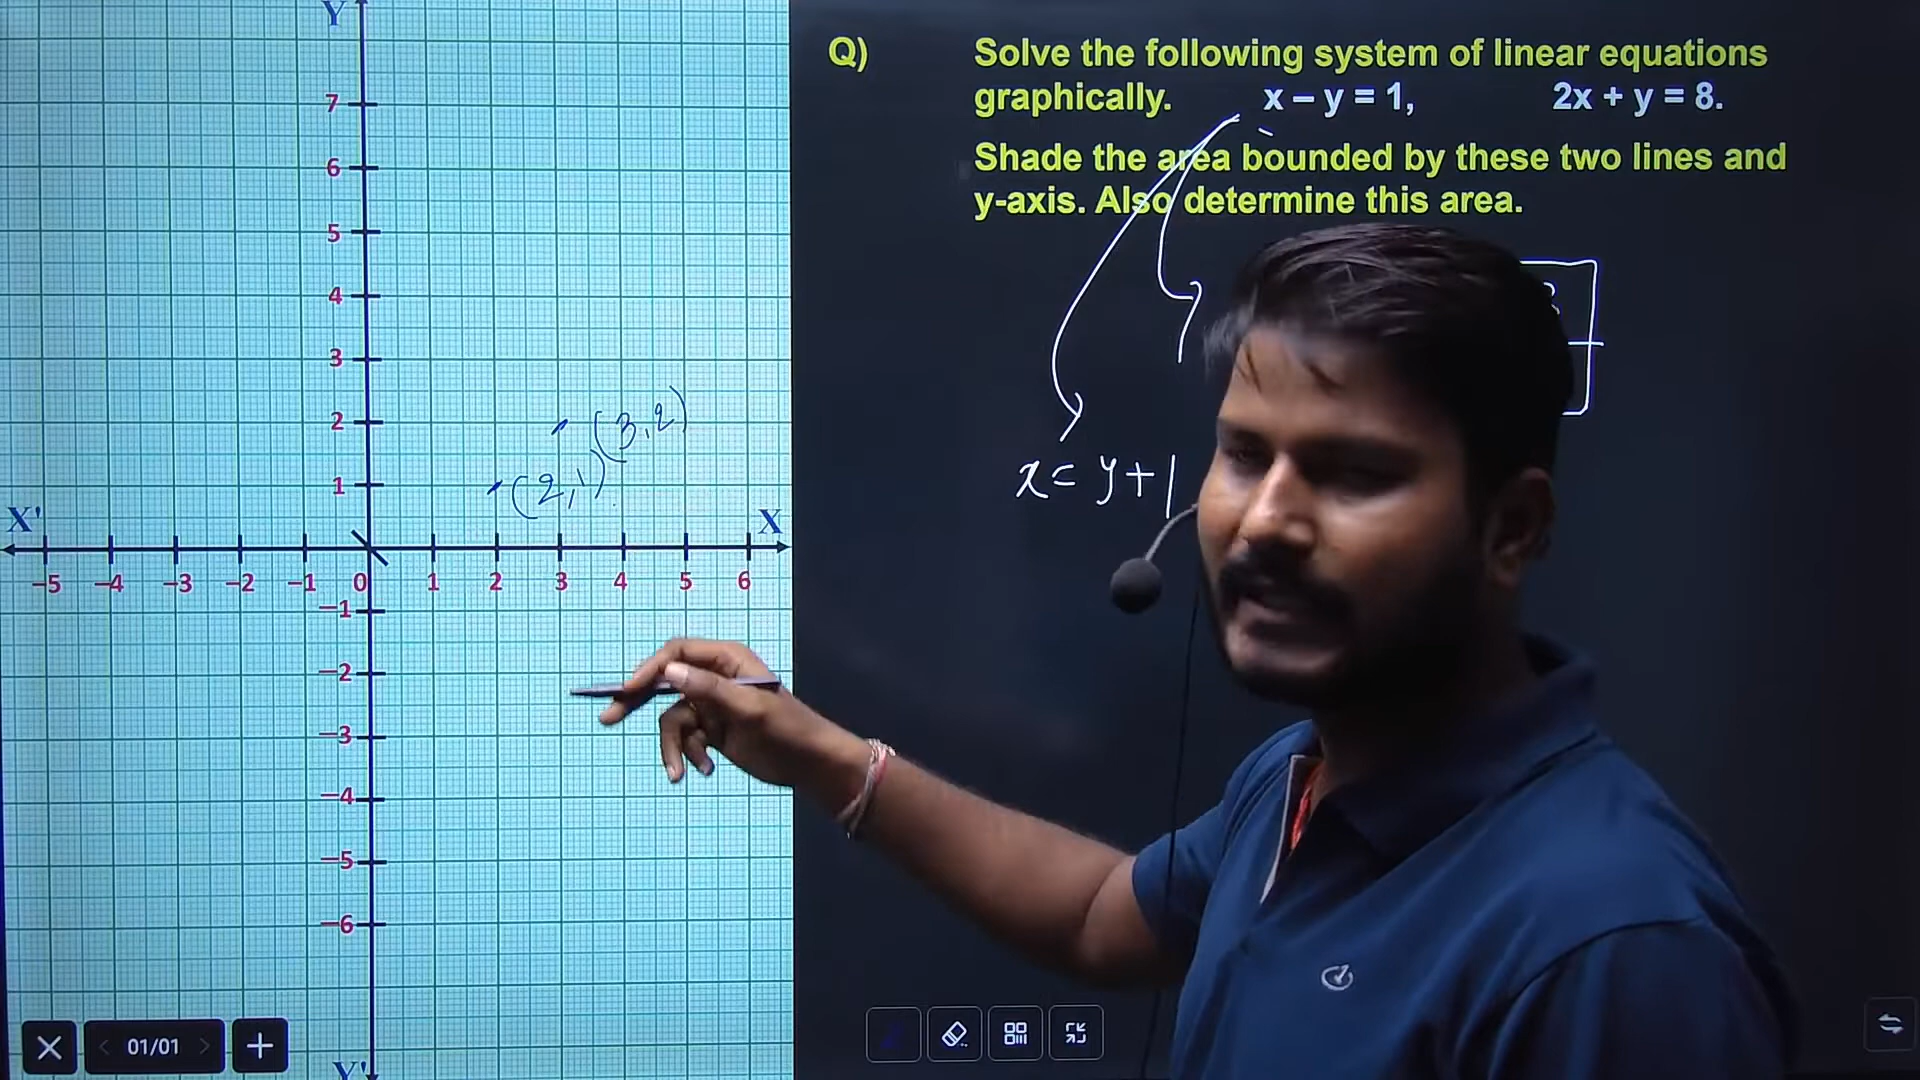 Y
7
6
5
4
3
2
1
X'
X
−5 −4 −3 −2 −1 0 1 2 3 4 5 6
−1
−2
−3
−4
−5
−6
Y'
(3,2)
(2,1)
01/01
Q) Solve the following system of linear equations
graphically. x – y = 1, 2x + y = 8.
Shade the area bounded by these two lines and
y-axis. Also determine this area.
x = y+1